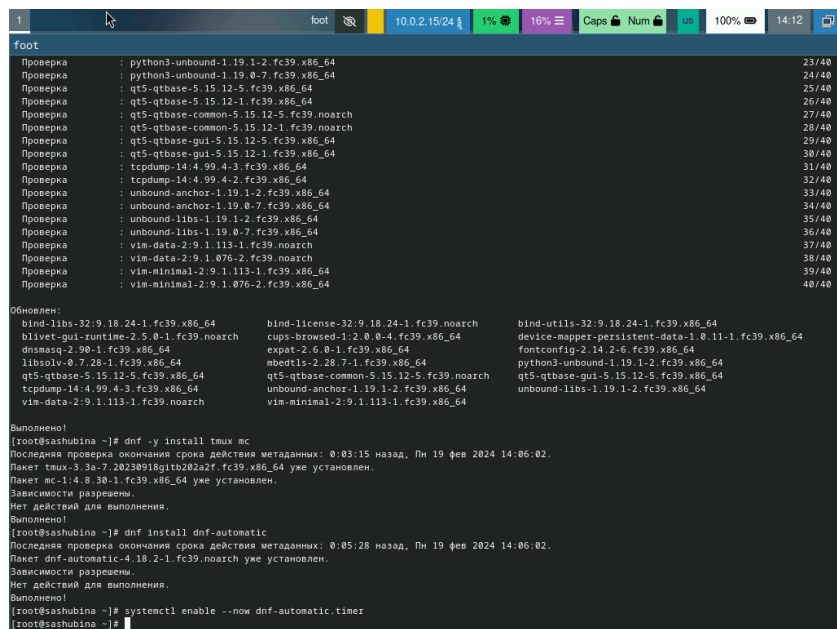 1 foot 10.0.2.15/24 1% 16% Caps Num us 100% 14:12
foot
Проверка : python3-unbound-1.19.1-2.fc39.x86_64 23/40
Проверка : python3-unbound-1.19.0-7.fc39.x86_64 24/40
Проверка : qt5-qtbase-5.15.12-5.fc39.x86_64 25/40
Проверка : qt5-qtbase-5.15.12-1.fc39.x86_64 26/40
Проверка : qt5-qtbase-common-5.15.12-5.fc39.noarch 27/40
Проверка : qt5-qtbase-common-5.15.12-1.fc39.noarch 28/40
Проверка : qt5-qtbase-gui-5.15.12-5.fc39.x86_64 29/40
Проверка : qt5-qtbase-gui-5.15.12-1.fc39.x86_64 30/40
Проверка : tcpdump-14:4.99.4-3.fc39.x86_64 31/40
Проверка : tcpdump-14:4.99.4-2.fc39.x86_64 32/40
Проверка : unbound-anchor-1.19.1-2.fc39.x86_64 33/40
Проверка : unbound-anchor-1.19.0-7.fc39.x86_64 34/40
Проверка : unbound-libs-1.19.1-2.fc39.x86_64 35/40
Проверка : unbound-libs-1.19.0-7.fc39.x86_64 36/40
Проверка : vim-data-2:9.1.113-1.fc39.noarch 37/40
Проверка : vim-data-2:9.1.076-2.fc39.noarch 38/40
Проверка : vim-minimal-2:9.1.113-1.fc39.x86_64 39/40
Проверка : vim-minimal-2:9.1.076-2.fc39.x86_64 40/40
Обновлен:
bind-libs-32:9.18.24-1.fc39.x86_64 bind-license-32:9.18.24-1.fc39.noarch bind-utils-32:9.18.24-1.fc39.x86_64
blivet-gui-runtime-2.5.0-1.fc39.noarch cups-browsed-1:2.0.0-4.fc39.x86_64 device-mapper-persistent-data-1.0.11-1.fc39.x86_64
dnsmasq-2.90-1.fc39.x86_64 expat-2.6.0-1.fc39.x86_64 fontconfig-2.14.2-6.fc39.x86_64
libsolv-0.7.28-1.fc39.x86_64 mbedtls-2.28.7-1.fc39.x86_64 python3-unbound-1.19.1-2.fc39.x86_64
qt5-qtbase-5.15.12-5.fc39.x86_64 qt5-qtbase-common-5.15.12-5.fc39.noarch qt5-qtbase-gui-5.15.12-5.fc39.x86_64
tcpdump-14:4.99.4-3.fc39.x86_64 unbound-anchor-1.19.1-2.fc39.x86_64 unbound-libs-1.19.1-2.fc39.x86_64
vim-data-2:9.1.113-1.fc39.noarch vim-minimal-2:9.1.113-1.fc39.x86_64
Выполнено!
[root@sashubina ~]# dnf -y install tmux mc
Последняя проверка окончания срока действия метаданных: 0:03:15 назад, Пн 19 фев 2024 14:06:02.
Пакет tmux-3.3a-7.20230918gitb202a2f.fc39.x86_64 уже установлен.
Пакет mc-1:4.8.30-1.fc39.x86_64 уже установлен.
Зависимости разрешены.
Нет действий для выполнения.
Выполнено!
[root@sashubina ~]# dnf install dnf-automatic
Последняя проверка окончания срока действия метаданных: 0:05:28 назад, Пн 19 фев 2024 14:06:02.
Пакет dnf-automatic-4.18.2-1.fc39.noarch уже установлен.
Зависимости разрешены.
Нет действий для выполнения.
Выполнено!
[root@sashubina ~]# systemctl enable --now dnf-automatic.timer
[root@sashubina ~]#